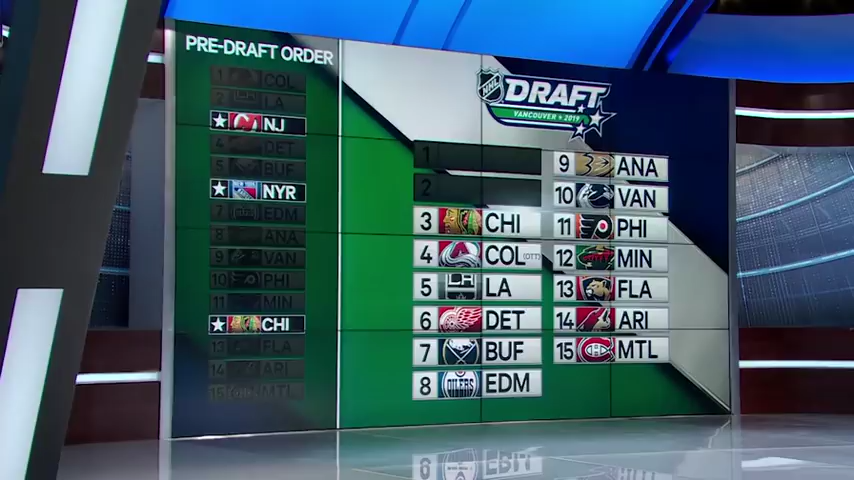 PRE-DRAFT ORDER
1 COL
2 LA
NJ
4 DET
5 BUF
NYR
7 EDM
8 ANA
9 VAN
10 PHI
11 MIN
CHI
13 FLA
14 ARI
15 MTL
NHL
DRAFT
VANCOUVER 2019
1
2
3 CHI
4 COL (OTT)
5 LA
6 DET
7 BUF
8 OILERS EDM
9 ANA
10 VAN
11 PHI
12 MIN
13 FLA
14 ARI
15 MTL